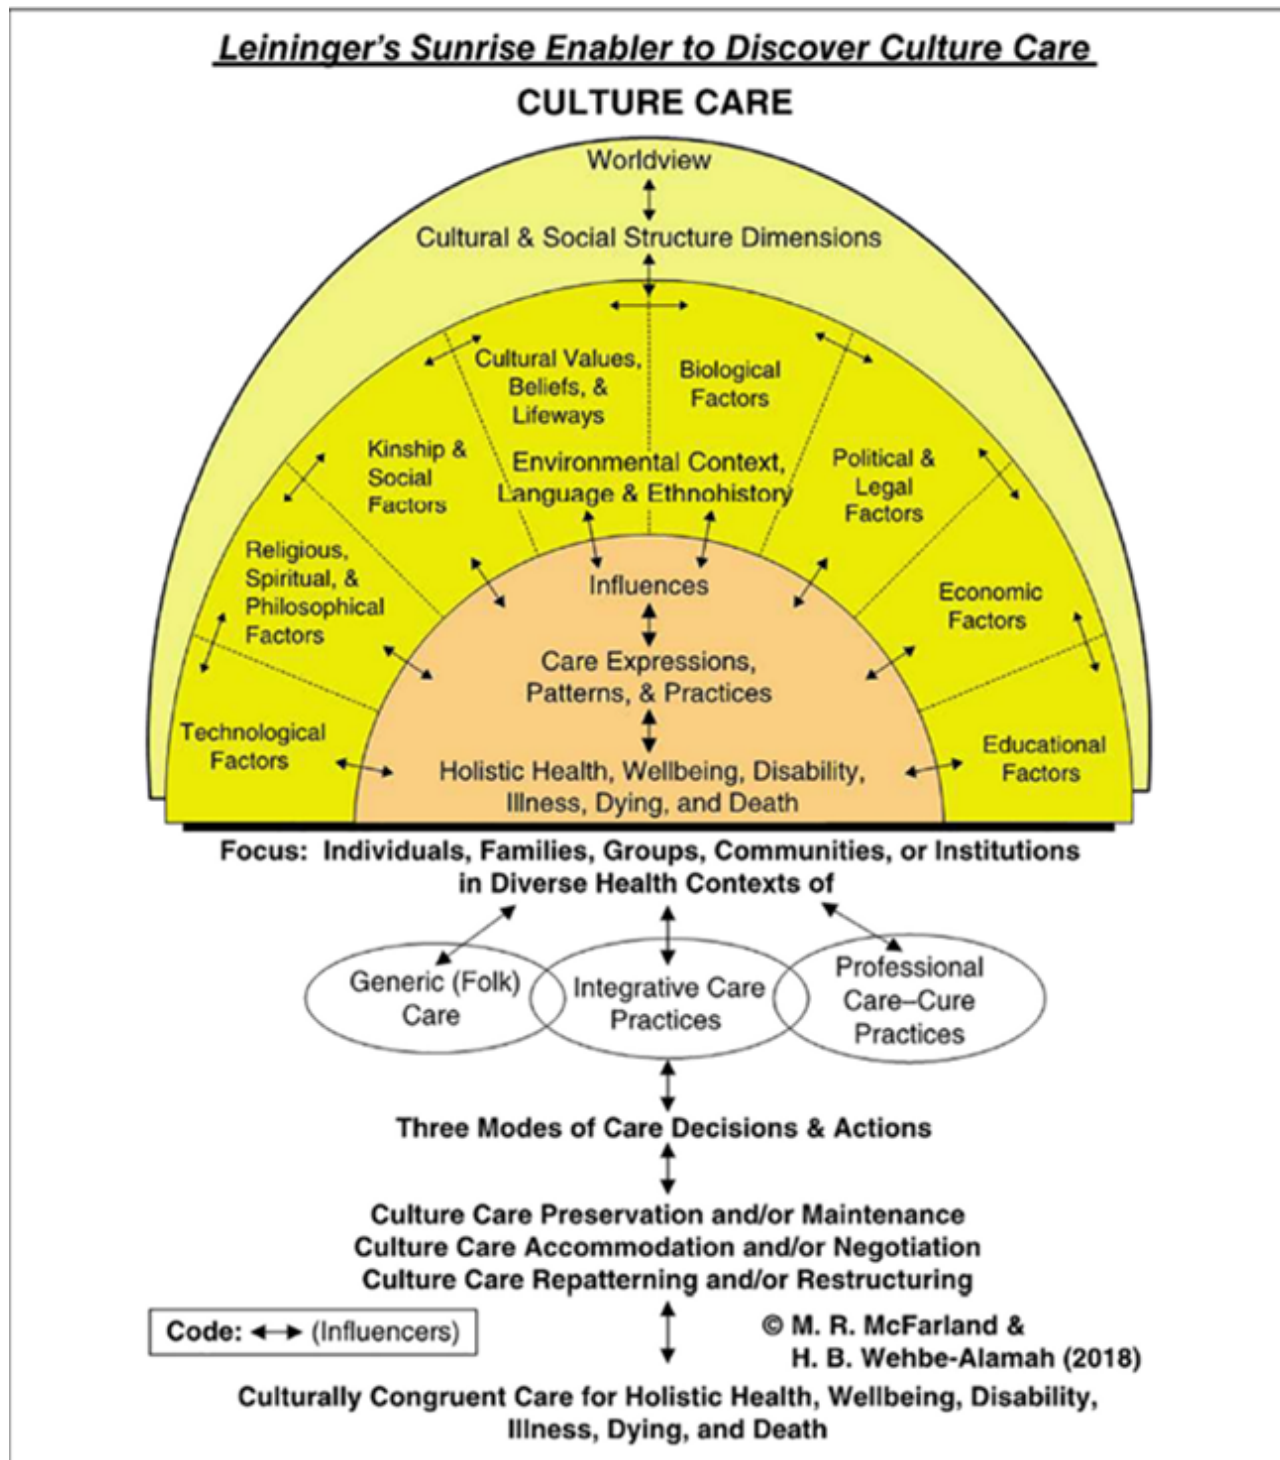 Leininger's Sunrise Enabler to Discover Culture Care
CULTURE CARE
Worldview
Cultural & Social Structure Dimensions
Cultural Values,
Beliefs, &
Lifeways
Biological
Factors
Kinship &
Social
Factors
Environmental Context,
Language & Ethnohistory
Political &
Legal
Factors
Religious,
Spiritual, &
Philosophical
Factors
Influences
Economic
Factors
Care Expressions,
Patterns, & Practices
Technological
Factors
Holistic Health, Wellbeing, Disability,
Illness, Dying, and Death
Educational
Factors
Focus: Individuals, Families, Groups, Communities, or Institutions
in Diverse Health Contexts of
Generic (Folk)
Care
Integrative Care
Practices
Professional
Care–Cure
Practices
Three Modes of Care Decisions & Actions
Culture Care Preservation and/or Maintenance
Culture Care Accommodation and/or Negotiation
Culture Care Repatterning and/or Restructuring
Code: ↔ (Influencers)
© M. R. McFarland &
H. B. Wehbe-Alamah (2018)
Culturally Congruent Care for Holistic Health, Wellbeing, Disability,
Illness, Dying, and Death